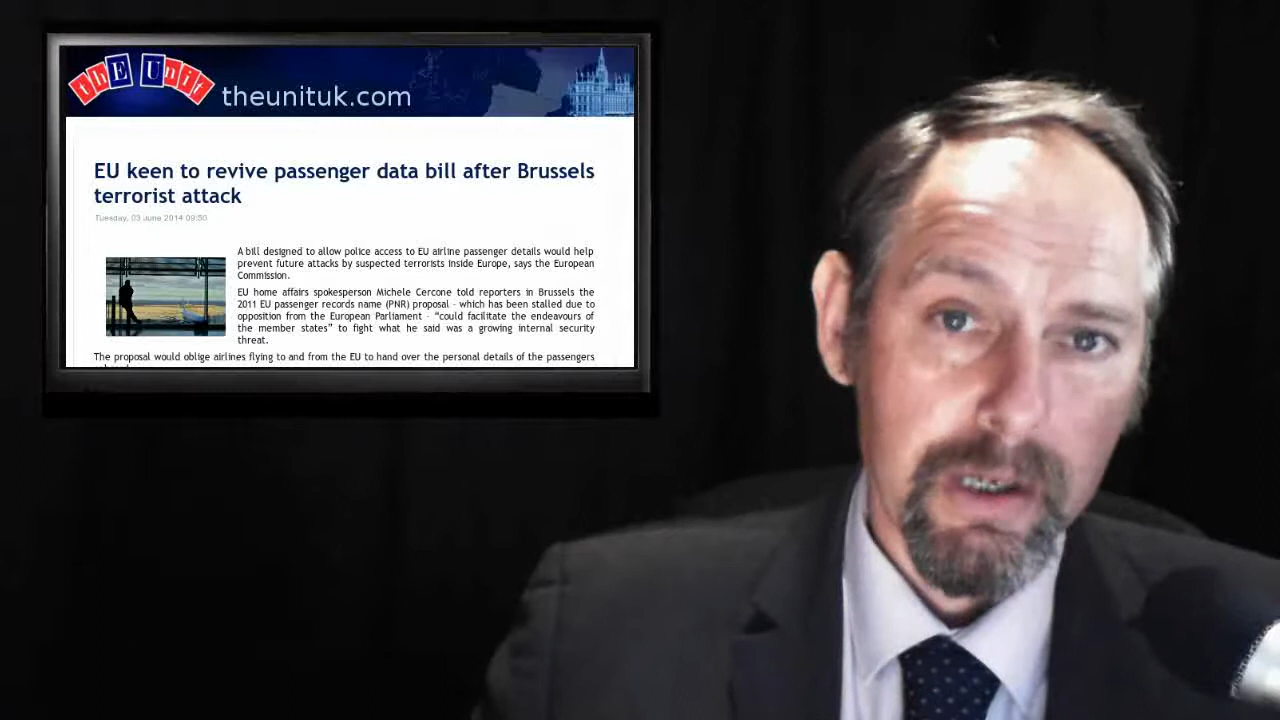 thE Unit
theunituk.com
EU keen to revive passenger data bill after Brussels
terrorist attack
Tuesday, 03 June 2014 09:50
A bill designed to allow police access to EU airline passenger details would help
prevent future attacks by suspected terrorists inside Europe, says the European
Commission.
EU home affairs spokesperson Michele Cercone told reporters in Brussels the
2011 EU passenger records name (PNR) proposal - which has been stalled due to
opposition from the European Parliament - “could facilitate the endeavours of
the member states” to fight what he said was a growing internal security
threat.
The proposal would oblige airlines flying to and from the EU to hand over the personal details of the passengers